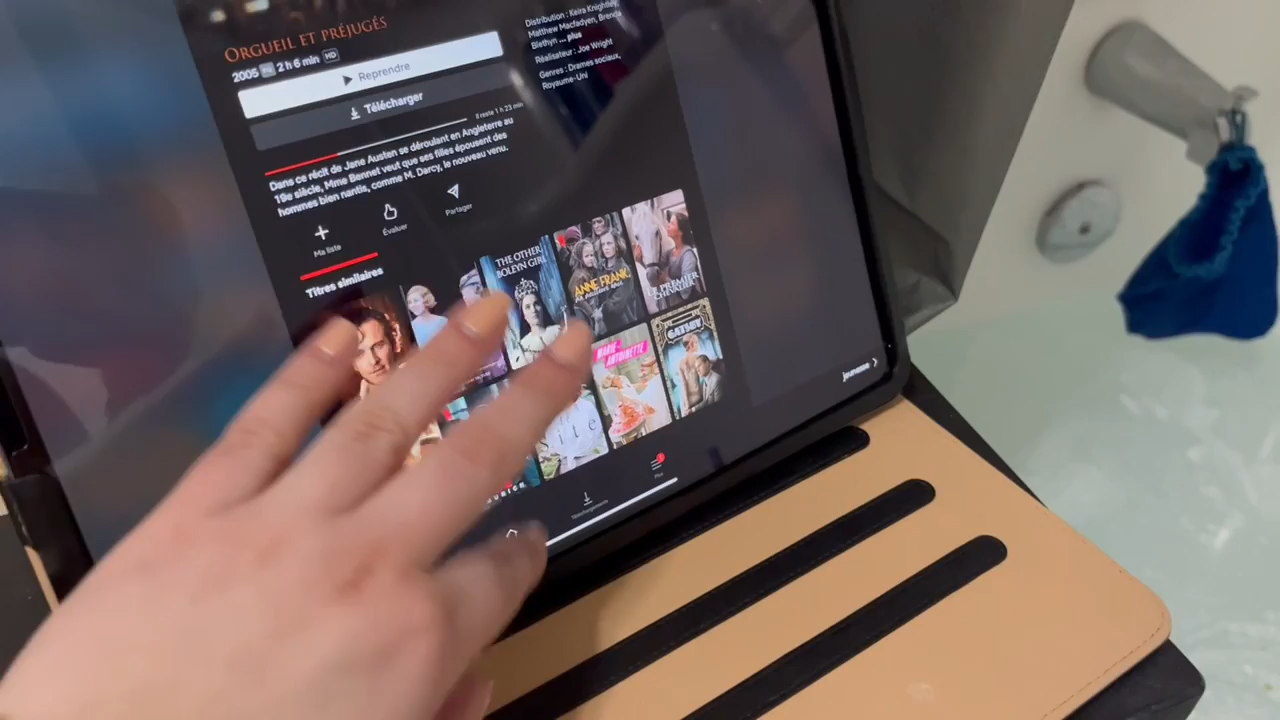 ORGUEIL ET PRÉJUGÉS
2005 2 h 6 min HD
Reprendre
Télécharger
Il reste 1 h 23 min
Dans ce récit de Jane Austen se déroulant en Angleterre au
19e siècle, Mme Bennet veut que ses filles épousent des
hommes bien nantis, comme M. Darcy, le nouveau venu.
Distribution : Keira Knightley,
Matthew Macfadyen, Brenda
Blethyn ... plus
Réalisateur : Joe Wright
Genres : Drames sociaux,
Royaume-Uni
Ma liste
Évaluer
Partager
Titres similaires
THE OTHER
BOLEYN GIRL
ANNE FRANK,
LE PREMIER
CHEVALIER
MARIE-
ANTOINETTE
GATSBY
jeunesse
Téléchargements
Plus